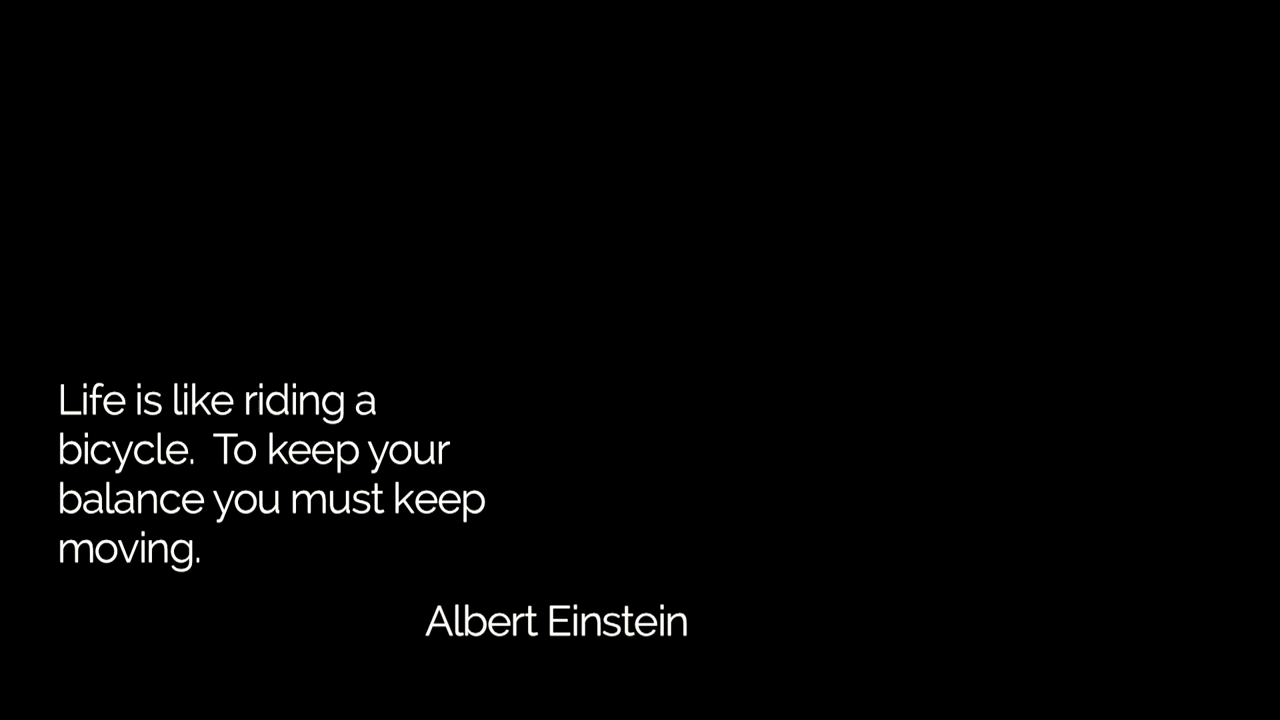 Life is like riding a
bicycle.  To keep your
balance you must keep
moving.
Albert Einstein